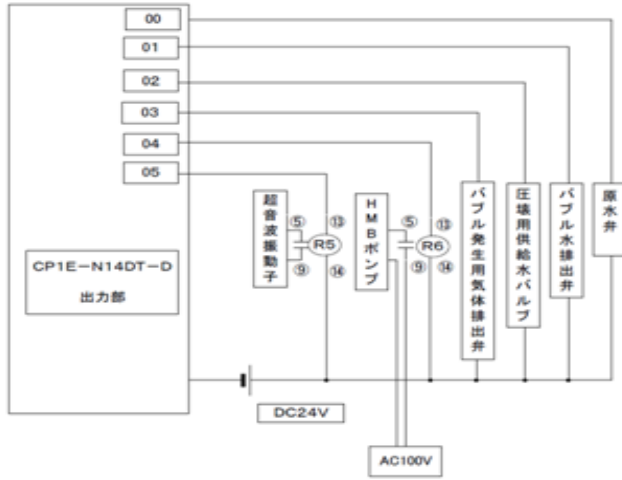 00
01
02
03
04
05
CP1E-N14DT-D
出力部
超音波振動子
⑤
⑬
R5
⑨
⑭
HMBポンプ
⑤
⑬
R6
⑨
⑭
バブル発生用気体排出弁
圧壊用供給水バルブ
バブル水排出弁
原水弁
DC24V
AC100V